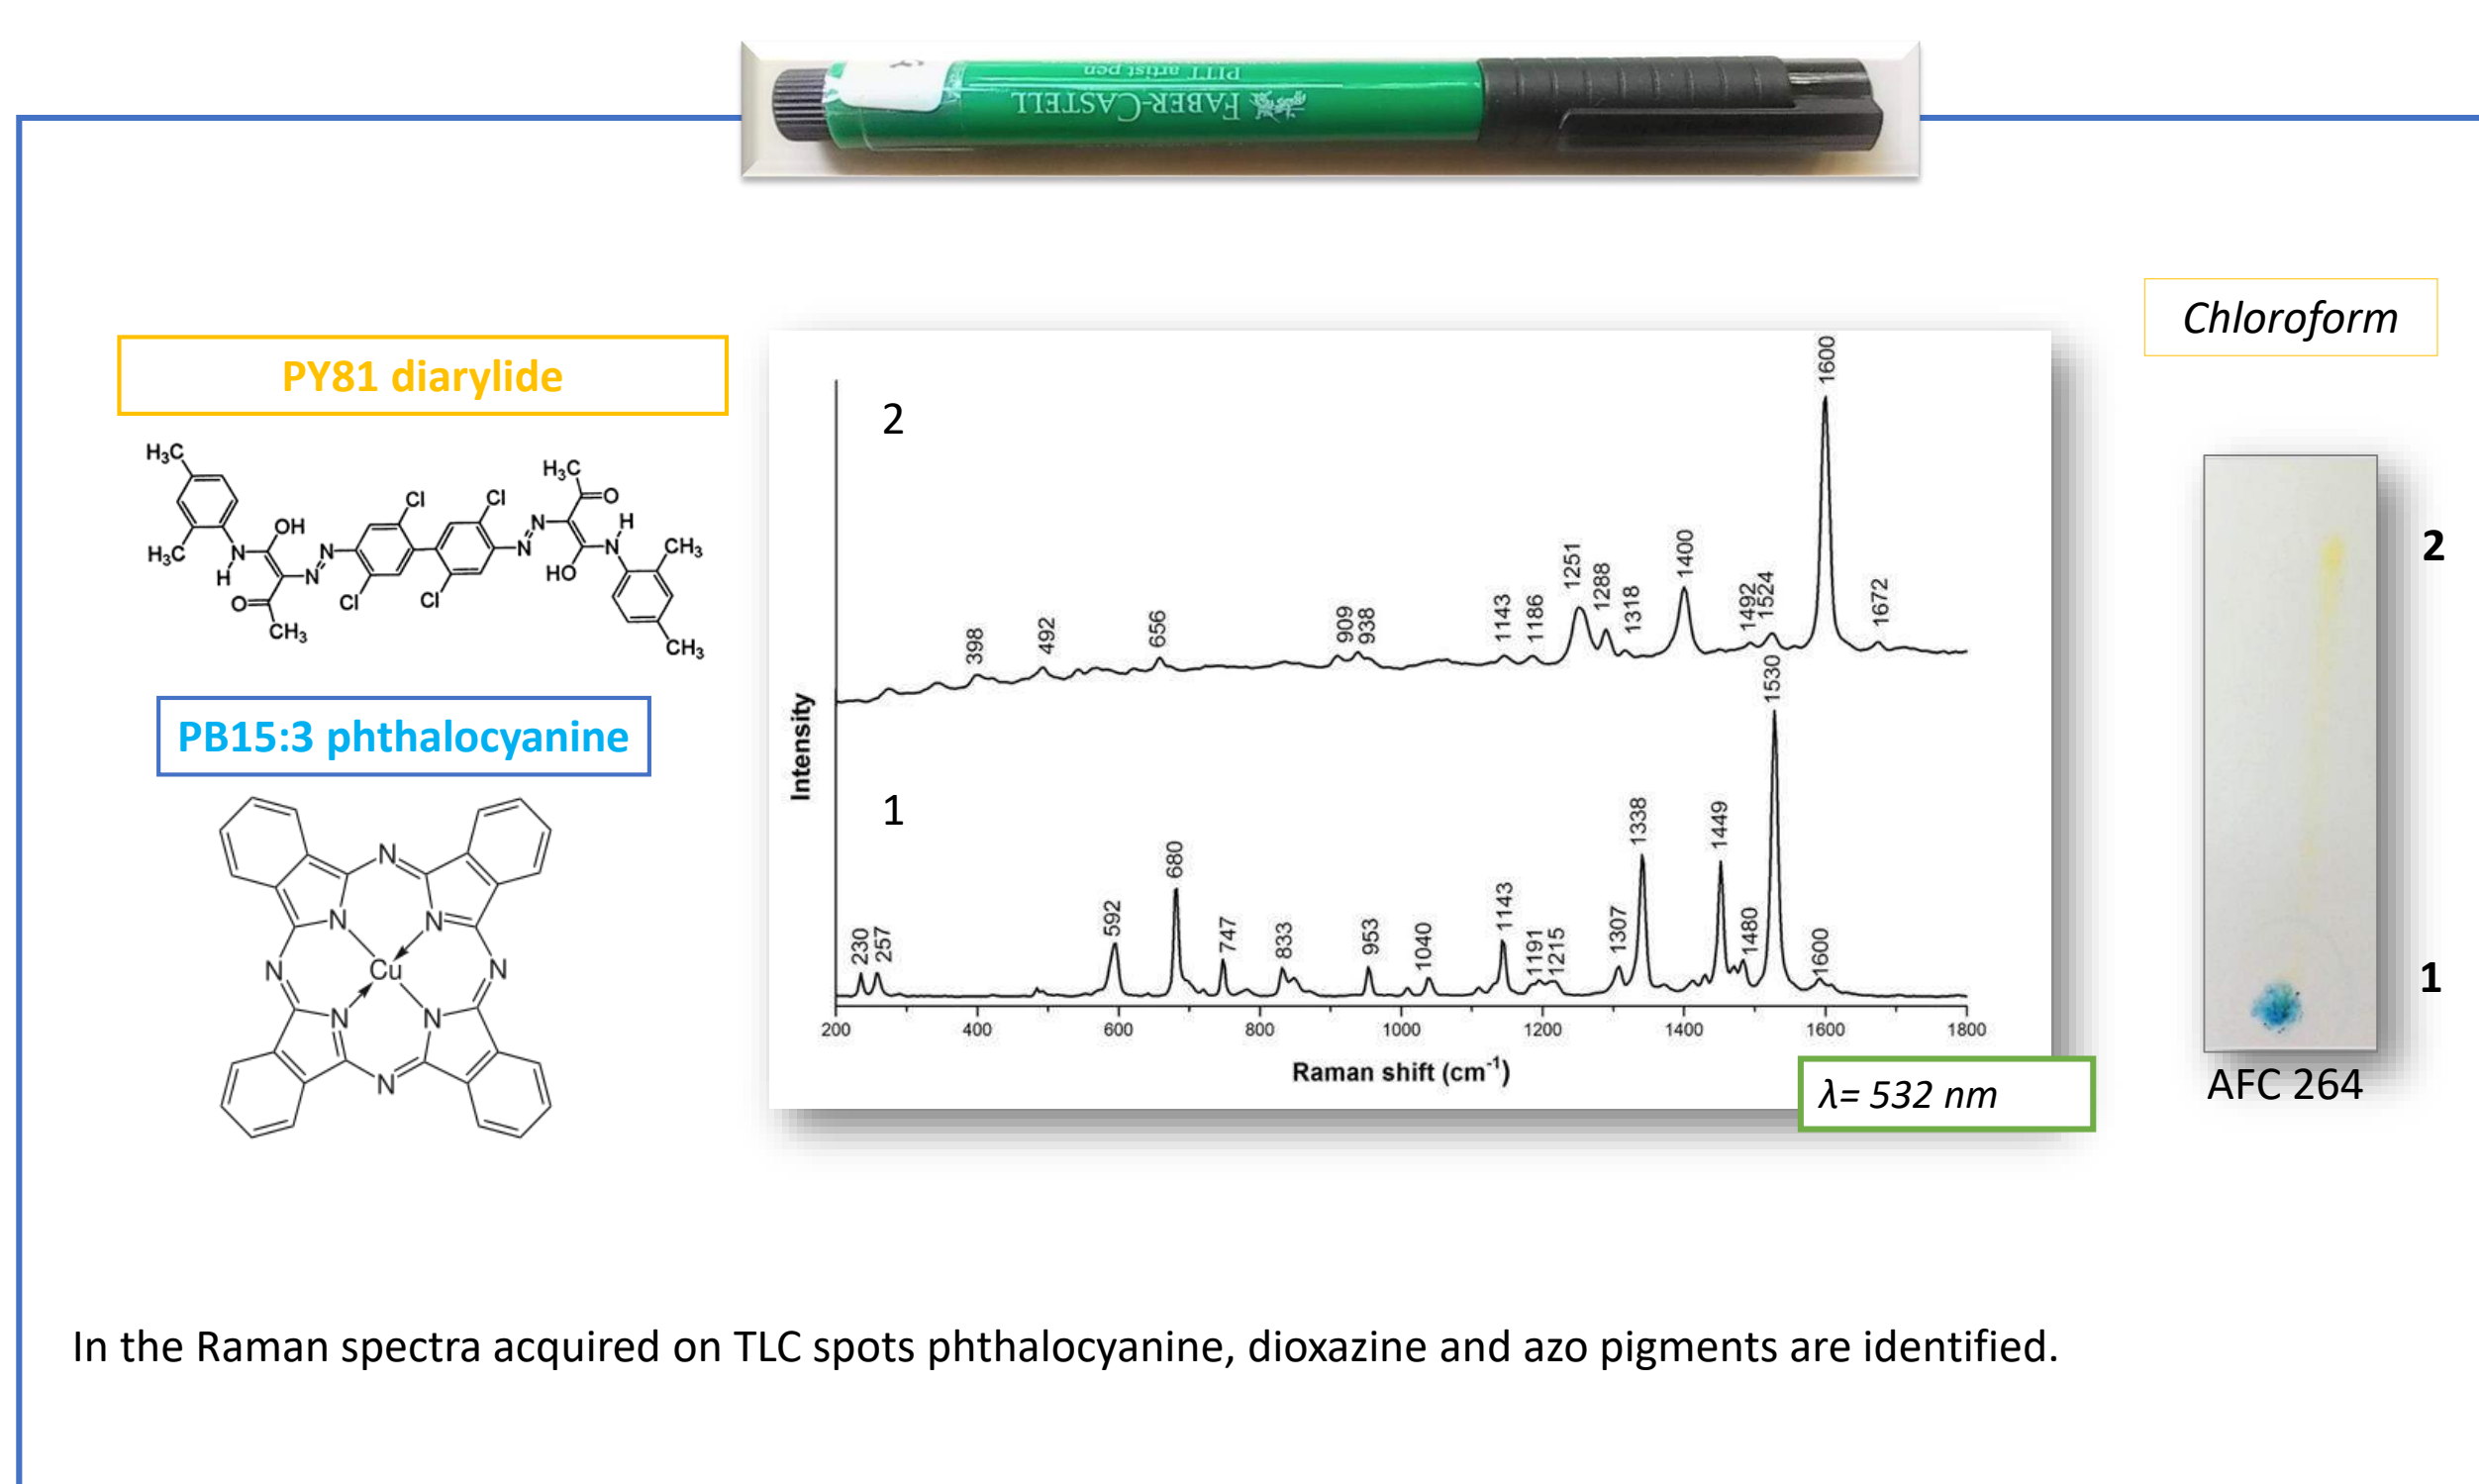 PITT artist pen
FABER-CASTELL
Chloroform
PY81 diarylide
H₃C
H₃C
N
H
OH
O
CH₃
N
N
Cl
Cl
Cl
Cl
N
N
H₃C
O
H
N
HO
CH₃
CH₃
PB15:3 phthalocyanine
N
N
N
N
Cu
N
N
N
N
N
2
398
492
656
909
938
1143
1186
1251
1288
1318
1400
1492
1524
1600
1672
1
230
257
592
680
747
833
953
1040
1143
1191
1215
1307
1338
1449
1480
1530
1600
Intensity
200 400 600 800 1000 1200 1400 1600 1800
Raman shift (cm⁻¹)
λ= 532 nm
2
1
AFC 264
In the Raman spectra acquired on TLC spots phthalocyanine, dioxazine and azo pigments are identified.